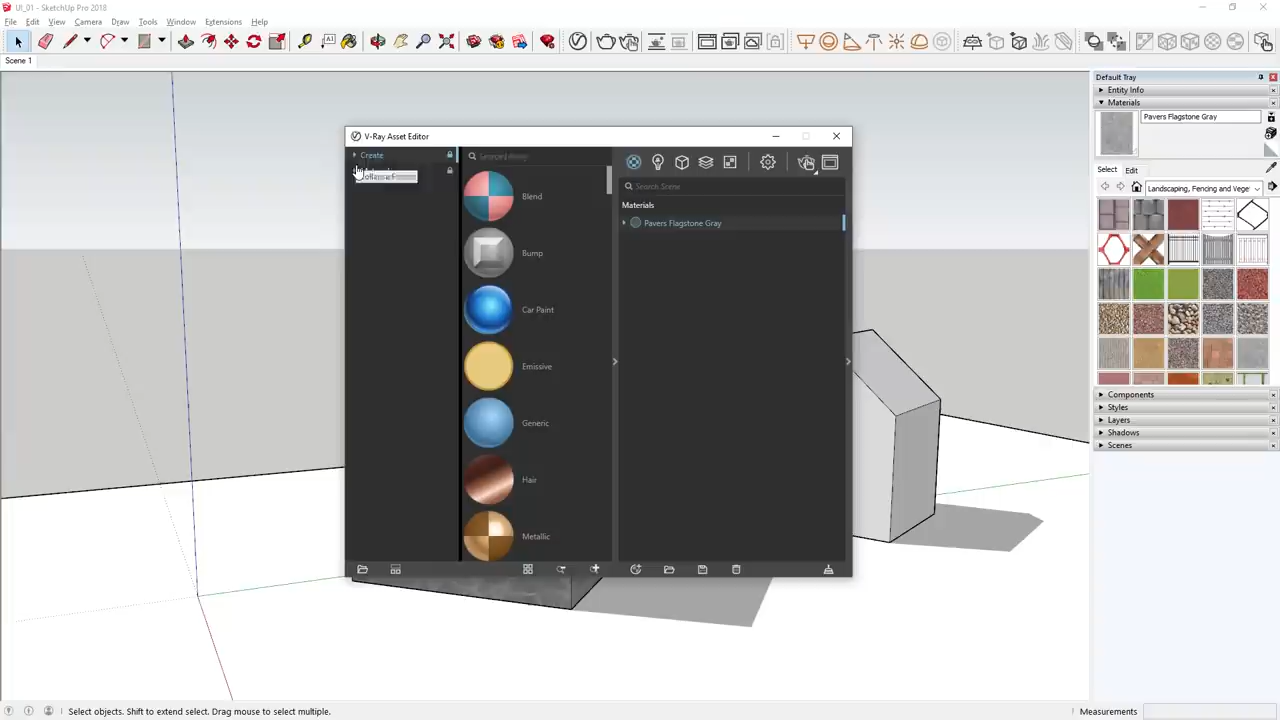 UI_01 - SketchUp Pro 2018
File Edit View Camera Draw Tools Window Extensions Help
Scene 1
Default Tray
Entity Info
Materials
Pavers Flagstone Gray
Select Edit
Landscaping, Fencing and Vege
Components
Styles
Layers
Shadows
Scenes
V-Ray Asset Editor
Create
Blend
Bump
Car Paint
Emissive
Generic
Hair
Metallic
Search Scene
Materials
Pavers Flagstone Gray
Select objects. Shift to extend select. Drag mouse to select multiple.
Measurements